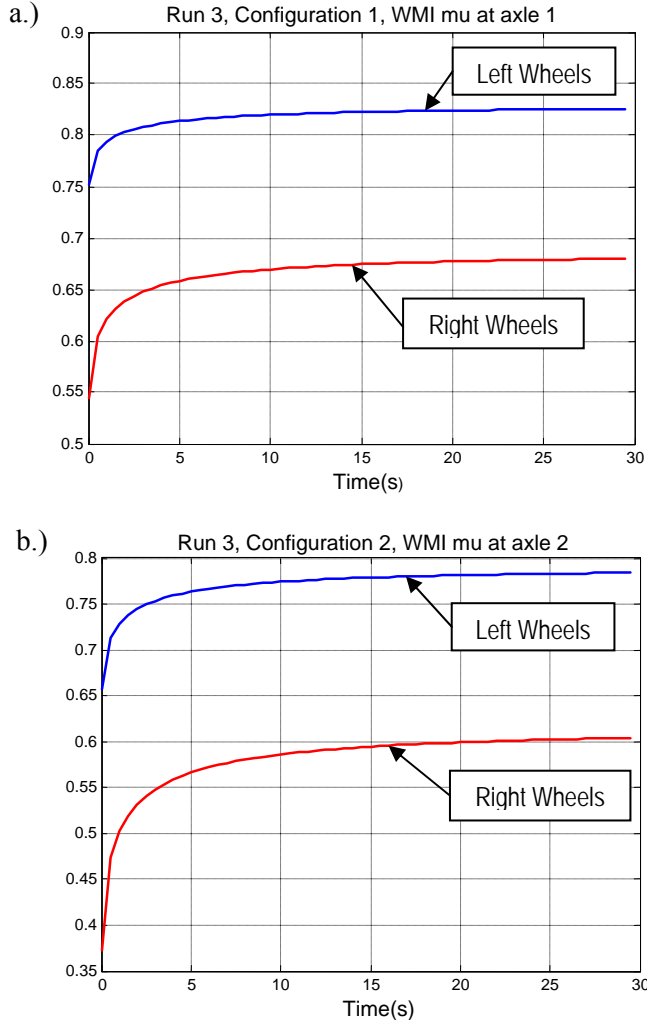 a.)
Run 3, Configuration 1, WMI mu at axle 1
0.9
0.85
0.8
0.75
0.7
0.65
0.6
0.55
0.5
Left Wheels
Right Wheels
0 5 10 15 20 25 30
Time(s)
b.)
Run 3, Configuration 2, WMI mu at axle 2
0.8
0.75
0.7
0.65
0.6
0.55
0.5
0.45
0.4
0.35
Left Wheels
Right Wheels
0 5 10 15 20 25 30
Time(s)